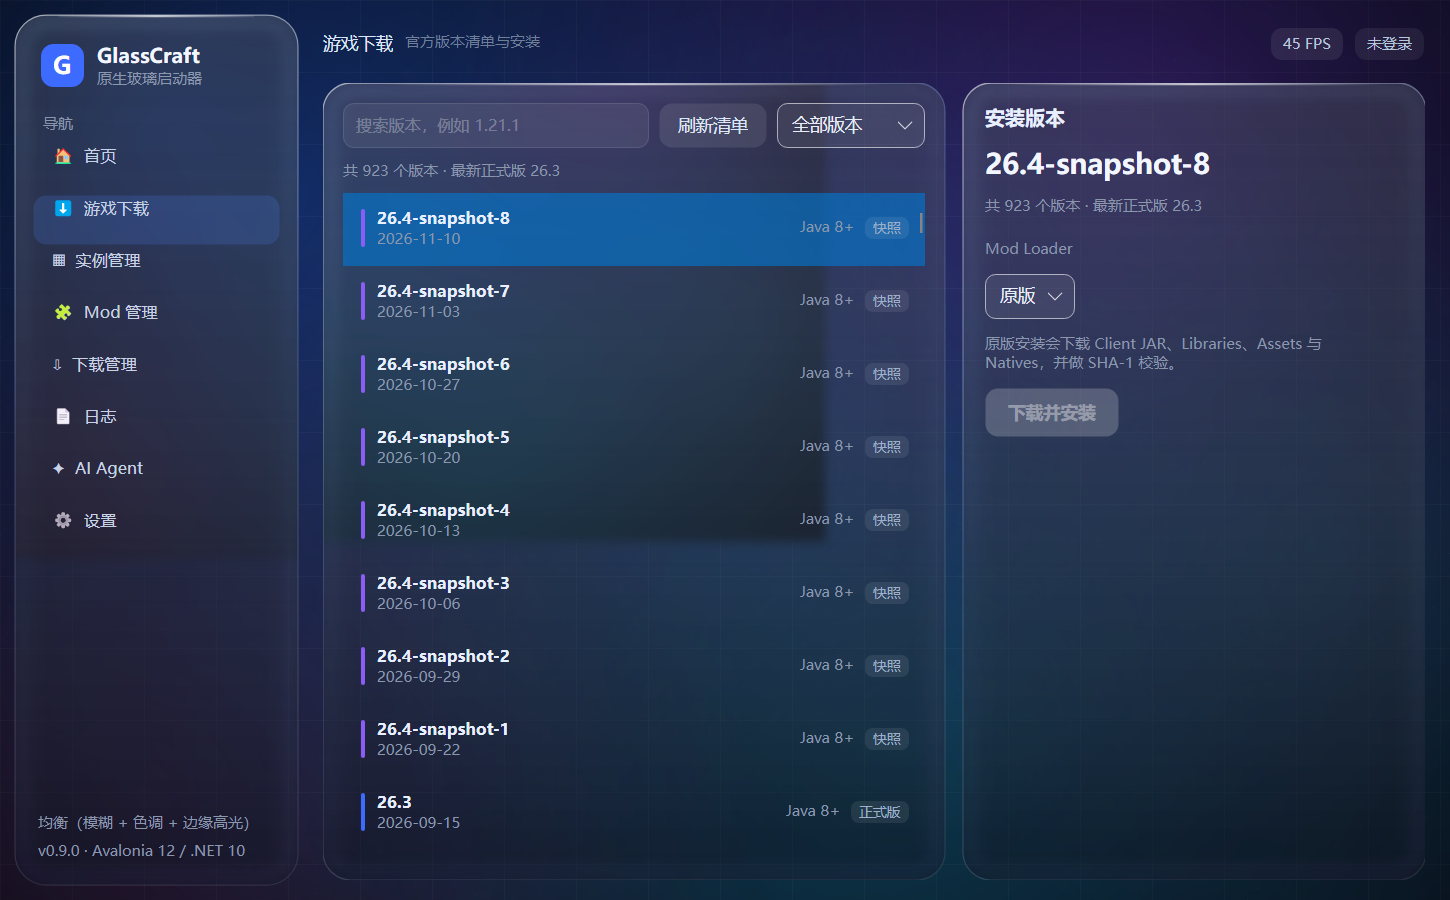 G GlassCraft
原生玻璃启动器
导航
首页
游戏下载
实例管理
Mod 管理
下载管理
日志
AI Agent
设置
均衡（模糊 + 色调 + 边缘高光）
v0.9.0 · Avalonia 12 / .NET 10
游戏下载 官方版本清单与安装
45 FPS 未登录
搜索版本，例如 1.21.1 刷新清单 全部版本
共 923 个版本 · 最新正式版 26.3
26.4-snapshot-8
2026-11-10
Java 8+ 快照
26.4-snapshot-7
2026-11-03
Java 8+ 快照
26.4-snapshot-6
2026-10-27
Java 8+ 快照
26.4-snapshot-5
2026-10-20
Java 8+ 快照
26.4-snapshot-4
2026-10-13
Java 8+ 快照
26.4-snapshot-3
2026-10-06
Java 8+ 快照
26.4-snapshot-2
2026-09-29
Java 8+ 快照
26.4-snapshot-1
2026-09-22
Java 8+ 快照
26.3
2026-09-15
Java 8+ 正式版
安装版本
26.4-snapshot-8
共 923 个版本 · 最新正式版 26.3
Mod Loader
原版
原版安装会下载 Client JAR、Libraries、Assets 与
Natives，并做 SHA-1 校验。
下载并安装